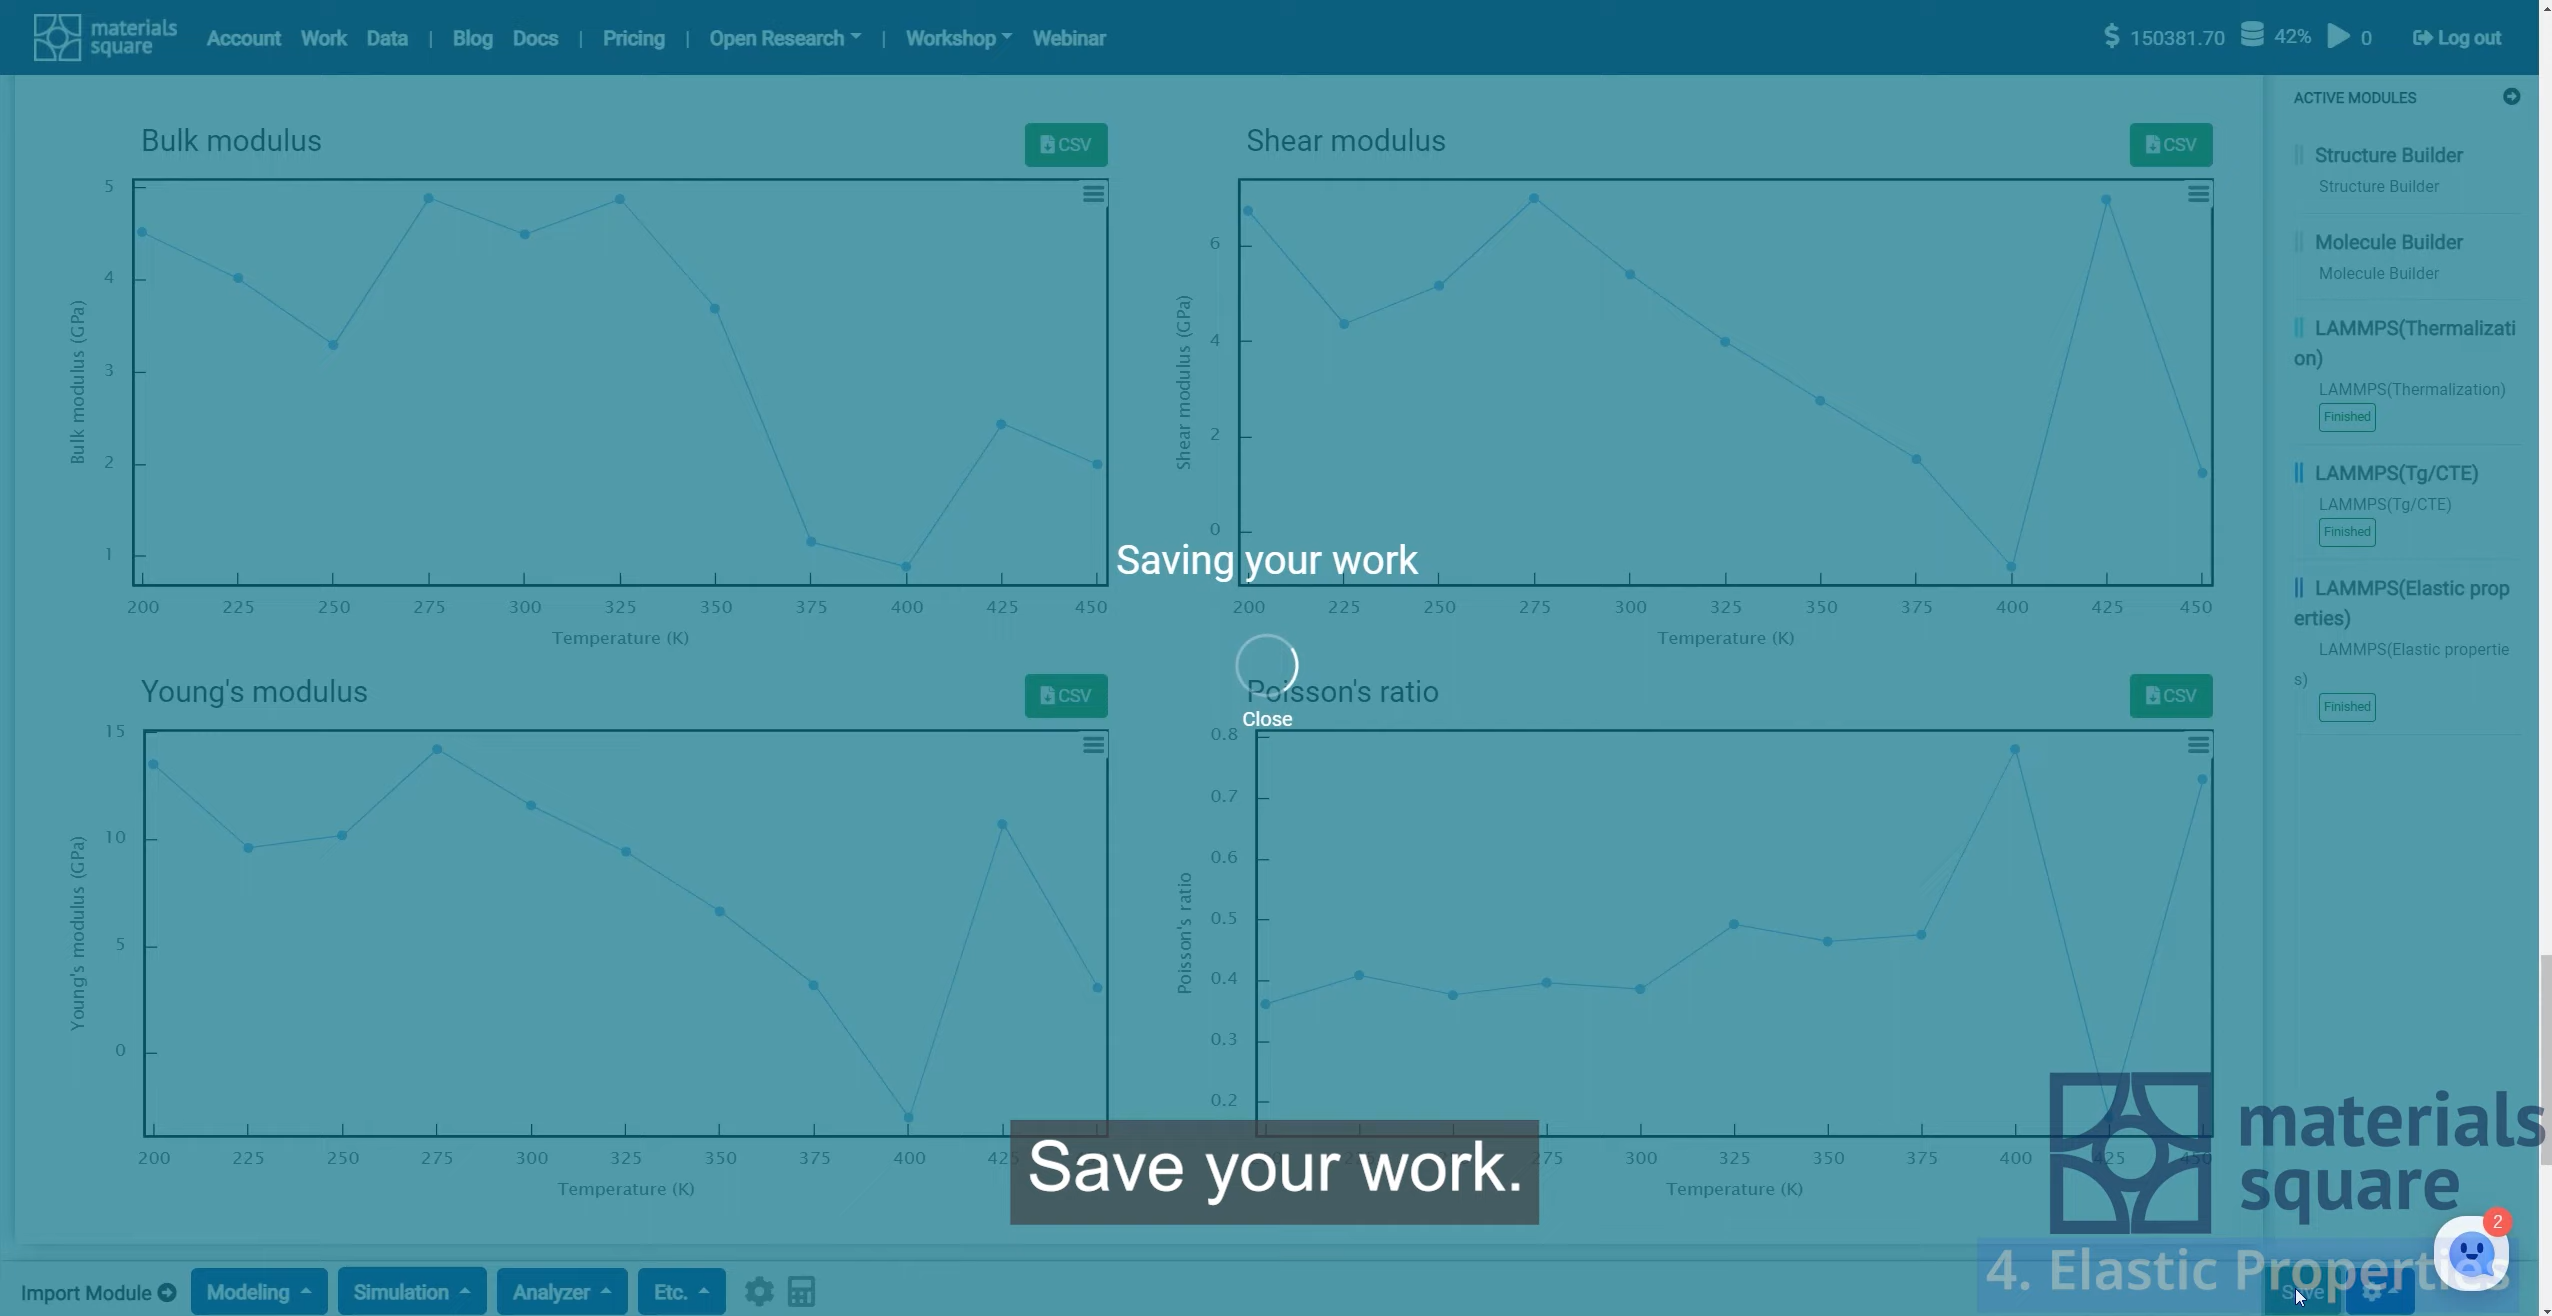 materials
square
Account Work Data | Blog Docs | Pricing | Open Research | Workshop Webinar
150381.70 42% 0 Log out
ACTIVE MODULES
Structure Builder
Structure Builder
Molecule Builder
Molecule Builder
LAMMPS(Thermalizati
on)
LAMMPS(Thermalization)
Finished
LAMMPS(Tg/CTE)
LAMMPS(Tg/CTE)
Finished
LAMMPS(Elastic prop
erties)
LAMMPS(Elastic propertie
s)
Finished
Bulk modulus
CSV
Bulk modulus (GPa)
5
4
3
2
1
200 225 250 275 300 325 350 375 400 425 450
Temperature (K)
Shear modulus
CSV
Shear modulus (GPa)
6
4
2
0
200 225 250 275 300 325 350 375 400 425 450
Temperature (K)
Saving your work
Close
Young's modulus
CSV
Young's modulus (GPa)
15
10
5
0
200 225 250 275 300 325 350 375 400
Temperature (K)
Poisson's ratio
CSV
Poisson's ratio
0.8
0.7
0.6
0.5
0.4
0.3
0.2
275 300 325 350 375 400 425 450
Temperature (K)
Save your work.
materials
square
2
4. Elastic Properties
Import Module Modeling Simulation Analyzer Etc.
Save